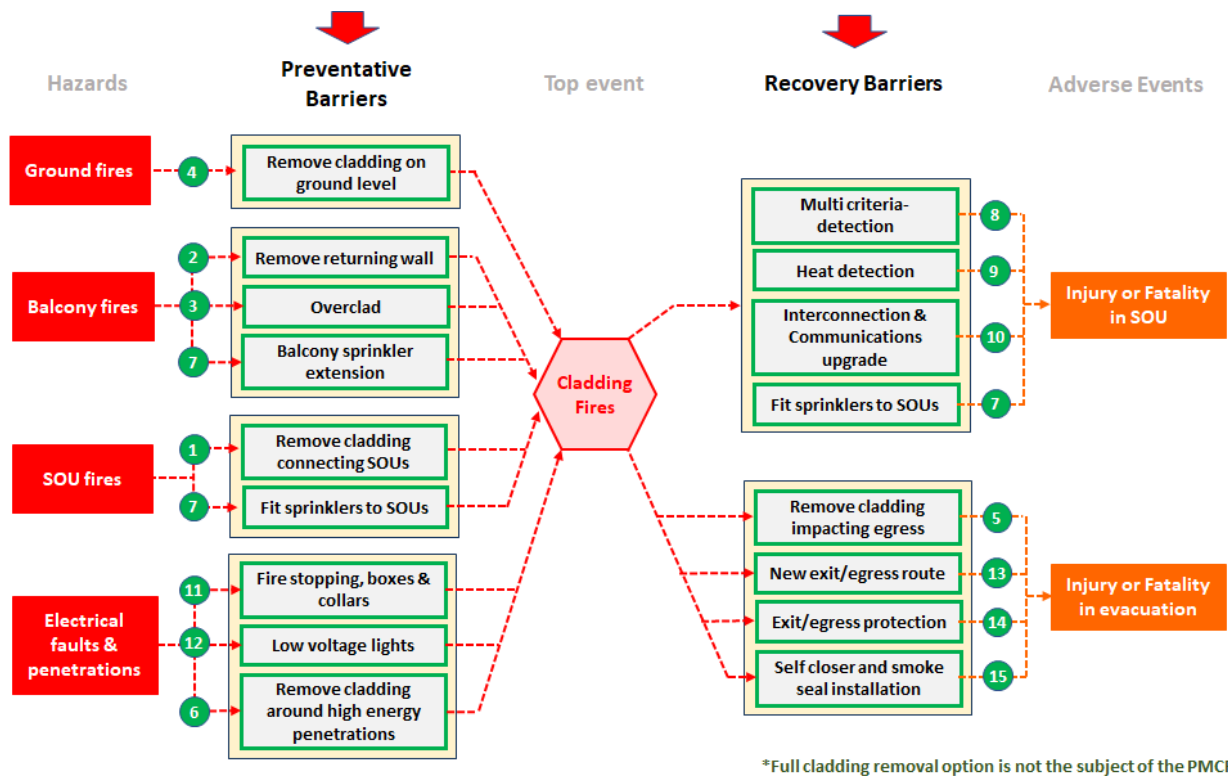 Hazards
Preventative
Barriers
Top event
Recovery Barriers
Adverse Events
Ground fires
4
Remove cladding on
ground level
Balcony fires
2
3
7
Remove returning wall
Overclad
Balcony sprinkler
extension
SOU fires
1
7
Remove cladding
connecting SOUs
Fit sprinklers to SOUs
Electrical
faults &
penetrations
11
12
6
Fire stopping, boxes &
collars
Low voltage lights
Remove cladding
around high energy
penetrations
Cladding
Fires
Multi criteria-
detection
8
Heat detection
9
Interconnection &
Communications
upgrade
10
Fit sprinklers to SOUs
7
Injury or Fatality
in SOU
Remove cladding
impacting egress
5
New exit/egress route
13
Exit/egress protection
14
Self closer and smoke
seal installation
15
Injury or Fatality
in evacuation
*Full cladding removal option is not the subject of the PMCI